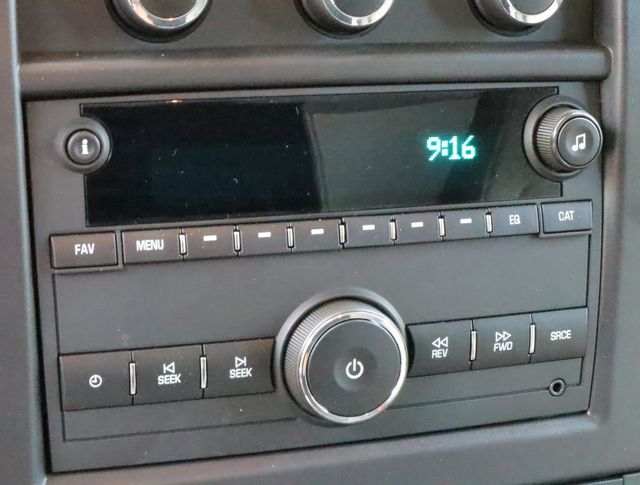 i
9:16
FAV MENU EQ CAT
SEEK SEEK REV FWD SRCE